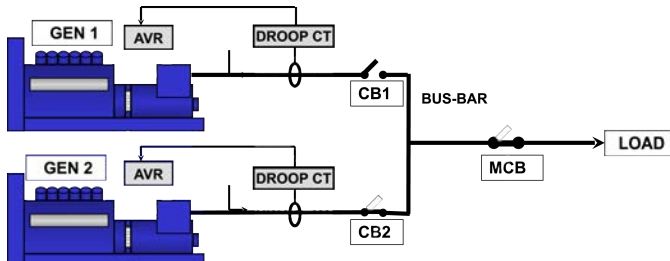 GEN 1
AVR
DROOP CT
CB1
BUS-BAR
MCB
LOAD
GEN 2
AVR
DROOP CT
CB2